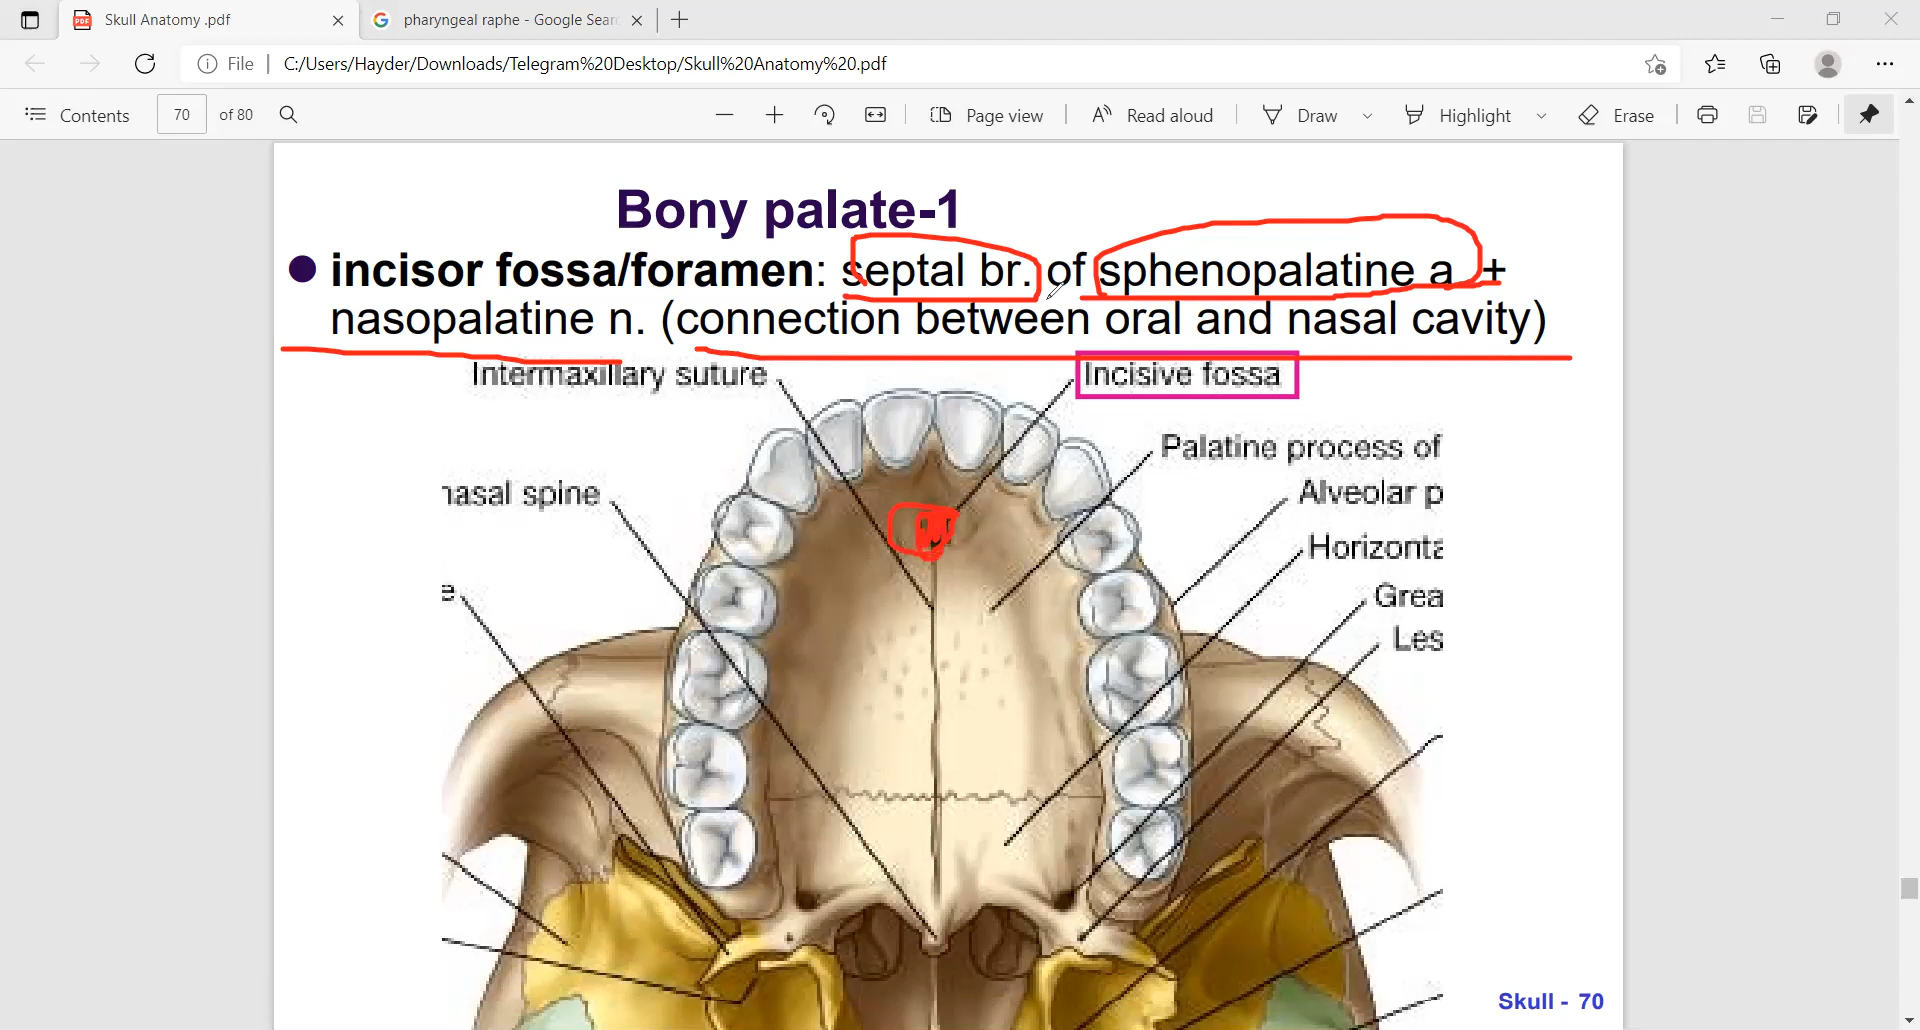 Skull Anatomy .pdf
pharyngeal raphe - Google Sear
File
C:/Users/Hayder/Downloads/Telegram%20Desktop/Skull%20Anatomy%20.pdf
Contents 70 of 80 Page view Read aloud Draw Highlight Erase
Bony palate-1
incisor fossa/foramen: septal br. of sphenopalatine a. +
nasopalatine n. (connection between oral and nasal cavity)
Intermaxillary suture
Incisive fossa
Palatine process of
nasal spine
Alveolar p
Horizonta
e
Grea
Les
Skull - 70